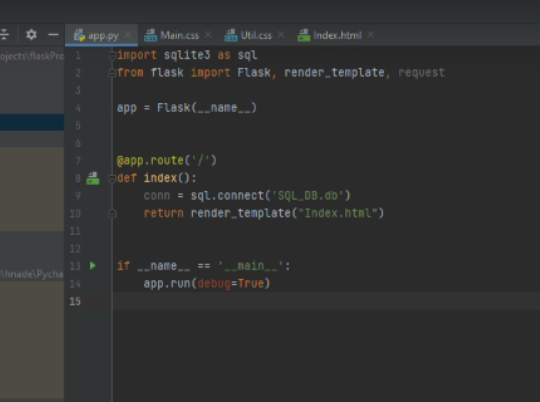 app.py Main.css Util.css Index.html
ojects\flaskPro
1 import sqlite3 as sql
2 from flask import Flask, render_template, request
3
4 app = Flask(__name__)
5
6
7 @app.route('/')
8 def index():
9 conn = sql.connect('SQL_DB.db')
10 return render_template("Index.html")
11
12
13 if __name__ == '__main__':
\hnade\Pycha
14 app.run(debug=True)
15